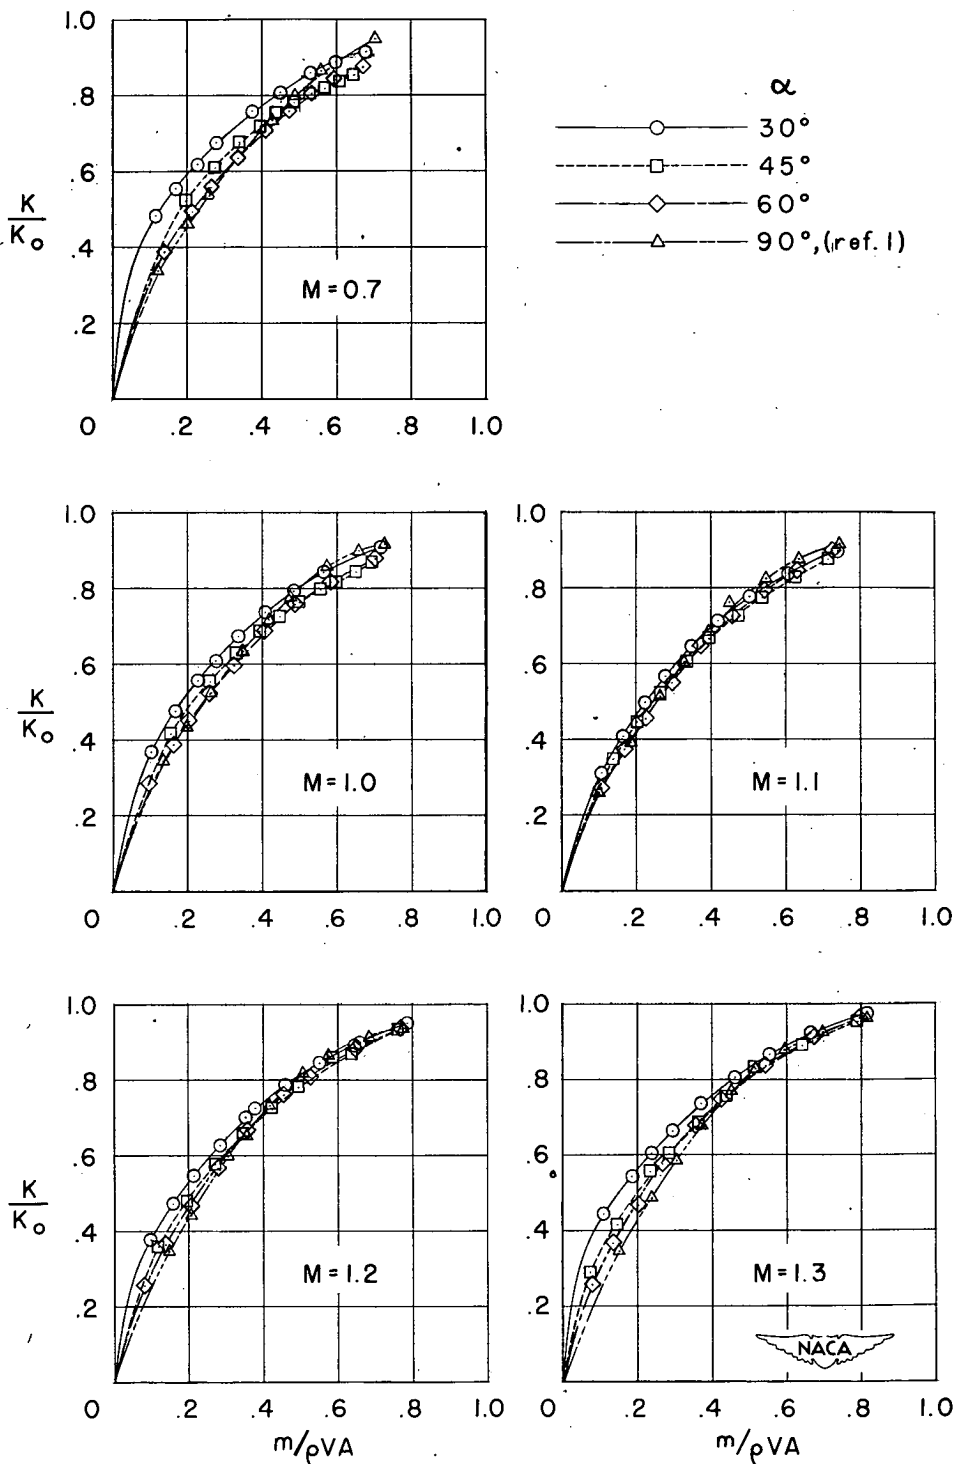 α
30°
45°
60°
90°, (ref. 1)
1.0
.8
.6
.4
.2
K
K₀
M = 0.7
0 .2 .4 .6 .8 1.0
1.0
.8
.6
.4
.2
K
K₀
M = 1.0
0 .2 .4 .6 .8 1.0
1.0
.8
.6
.4
.2
M = 1.1
0 .2 .4 .6 .8 1.0
1.0
.8
.6
.4
.2
K
K₀
M = 1.2
0 .2 .4 .6 .8 1.0
m/ρVA
1.0
.8
.6
.4
.2
M = 1.3
NACA
0 .2 .4 .6 .8 1.0
m/ρVA